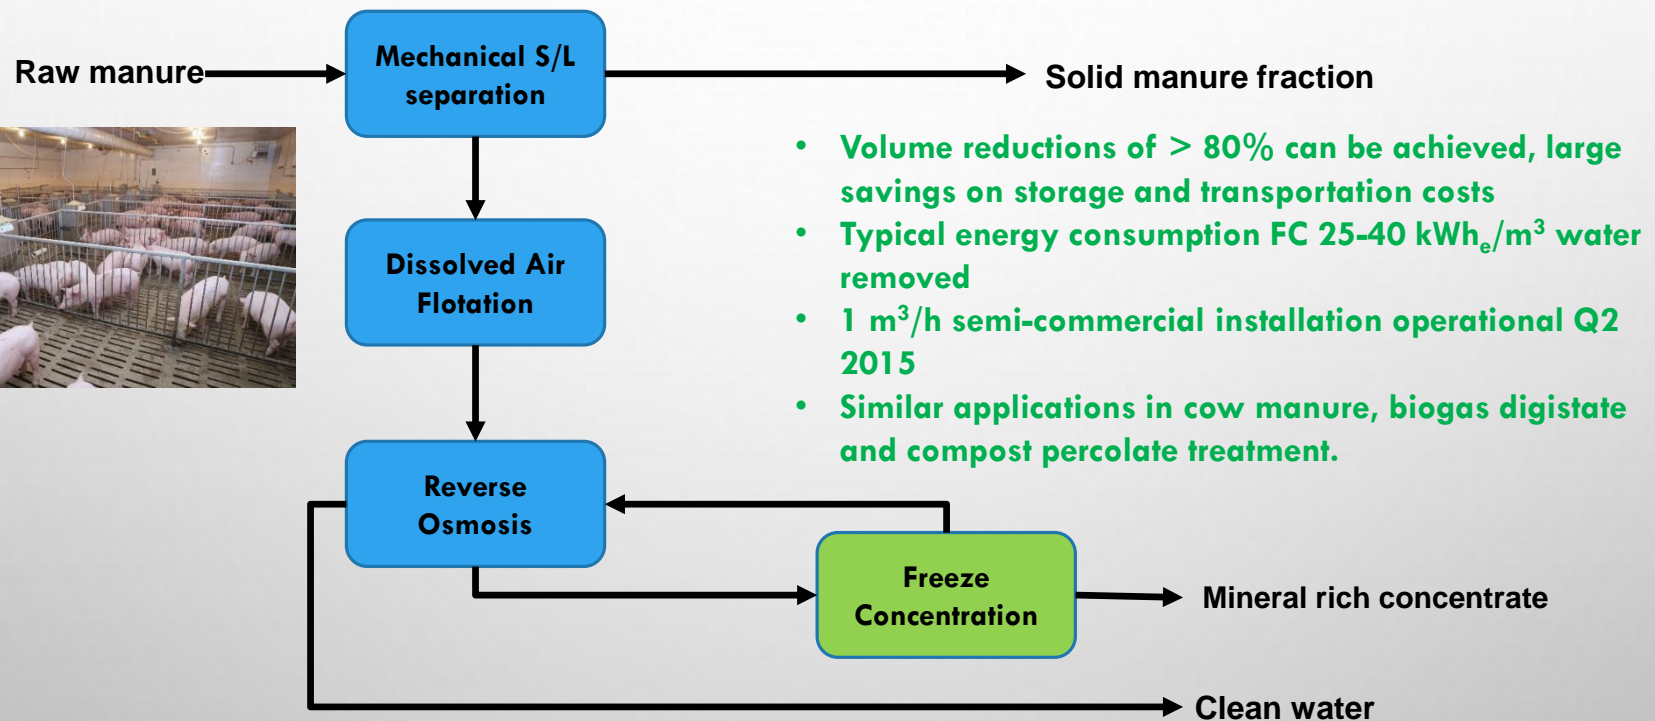 Raw manure
Mechanical S/L
separation
Solid manure fraction
• Volume reductions of > 80% can be achieved, large
savings on storage and transportation costs
• Typical energy consumption FC 25-40 kWhₑ/m³ water
removed
• 1 m³/h semi-commercial installation operational Q2
2015
• Similar applications in cow manure, biogas digistate
and compost percolate treatment.
Dissolved Air
Flotation
Reverse
Osmosis
Freeze
Concentration
Mineral rich concentrate
Clean water